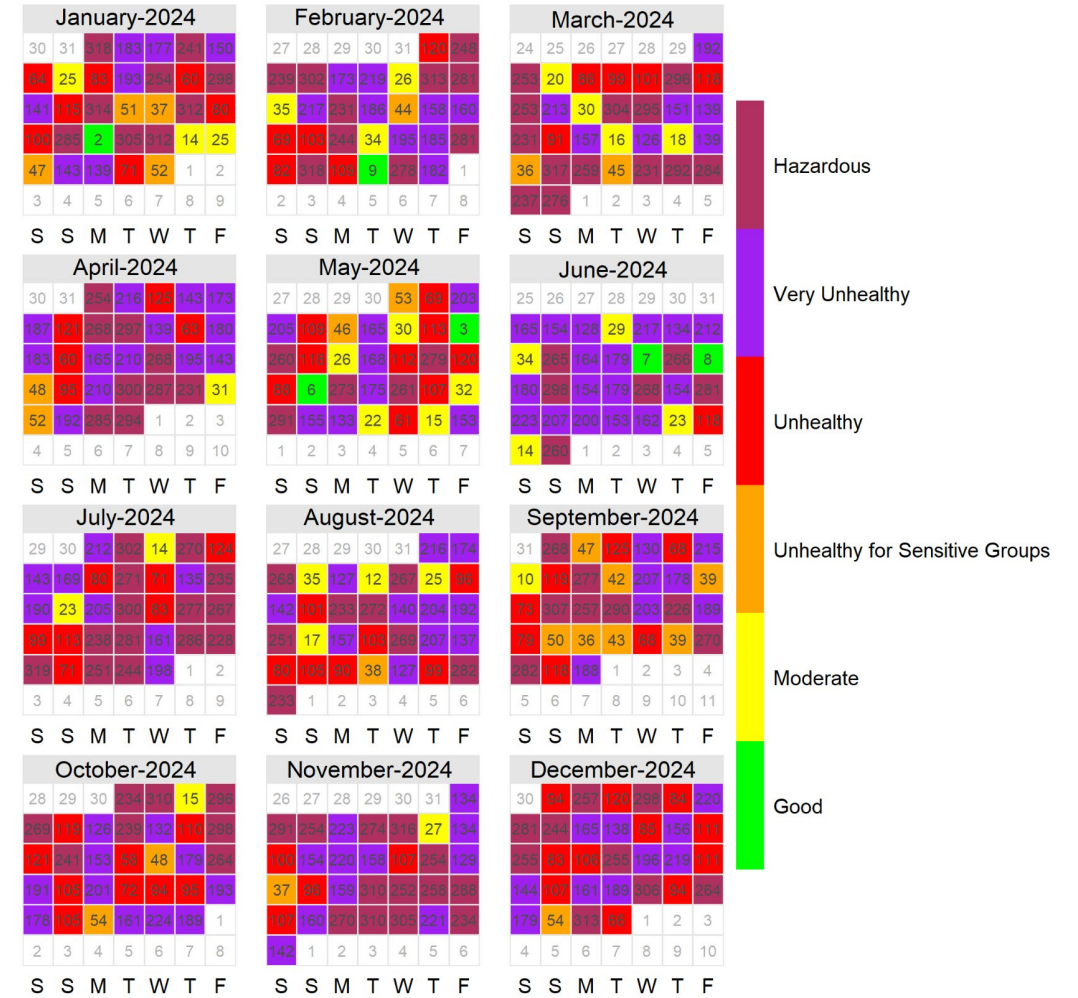 January-2024
30 31 318 183 177 241 150
64 25 83 193 254 80 298
141 118 314 51 37 312 80
100 285 2 305 312 14 25
47 143 139 71 52 1 2
3 4 5 6 7 8 9
S S M T W T F
February-2024
27 28 29 30 31 120 248
239 302 173 219 26 313 281
35 217 231 186 44 158 160
69 103 244 34 195 185 281
82 318 109 9 278 182 1
2 3 4 5 6 7 8
S S M T W T F
March-2024
24 25 26 27 28 29 192
253 20 86 99 101 296 118
253 213 30 304 295 151 139
231 91 157 16 126 18 139
36 317 259 45 231 292 284
237 276 1 2 3 4 5
S S M T W T F
April-2024
30 31 254 216 125 143 173
187 121 268 297 139 63 180
183 60 165 210 268 195 143
48 95 210 300 287 231 31
52 192 285 294 1 2 3
4 5 6 7 8 9 10
S S M T W T F
May-2024
27 28 29 30 53 69 203
205 109 46 165 30 113 3
260 118 26 168 112 279 120
88 6 273 175 261 107 32
291 155 133 22 61 15 153
1 2 3 4 5 6 7
S S M T W T F
June-2024
25 26 27 28 29 30 31
165 154 128 29 217 134 212
34 265 164 179 7 266 8
180 298 154 179 268 154 281
223 207 200 153 162 23 118
14 260 1 2 3 4 5
S S M T W T F
July-2024
29 30 212 302 14 270 124
143 169 80 271 71 135 235
190 23 205 300 83 277 267
99 113 238 281 161 286 228
319 71 251 244 198 1 2
3 4 5 6 7 8 9
S S M T W T F
August-2024
27 28 29 30 31 216 174
268 35 127 12 267 25 96
142 101 233 272 140 204 192
251 17 157 103 269 207 137
80 105 90 38 127 99 282
233 1 2 3 4 5 6
S S M T W T F
September-2024
31 268 47 125 130 68 215
10 119 277 42 207 178 39
73 307 257 290 203 226 189
79 50 36 43 88 39 270
282 118 188 1 2 3 4
5 6 7 8 9 10 11
S S M T W T F
October-2024
28 29 30 234 310 15 296
269 119 126 239 132 110 298
121 241 153 58 48 179 264
191 108 201 72 94 95 193
178 105 54 161 224 189 1
2 3 4 5 6 7 8
S S M T W T F
November-2024
26 27 28 29 30 31 134
291 254 223 274 316 27 134
100 154 220 158 107 254 129
37 98 159 310 252 258 288
107 160 270 310 305 221 234
142 1 2 3 4 5 6
S S M T W T F
December-2024
30 94 257 120 298 84 220
281 244 165 138 85 156 111
255 83 108 255 196 219 111
144 107 161 189 306 94 264
179 54 313 86 1 2 3
4 5 6 7 8 9 10
S S M T W T F
Hazardous
Very Unhealthy
Unhealthy
Unhealthy for Sensitive Groups
Moderate
Good